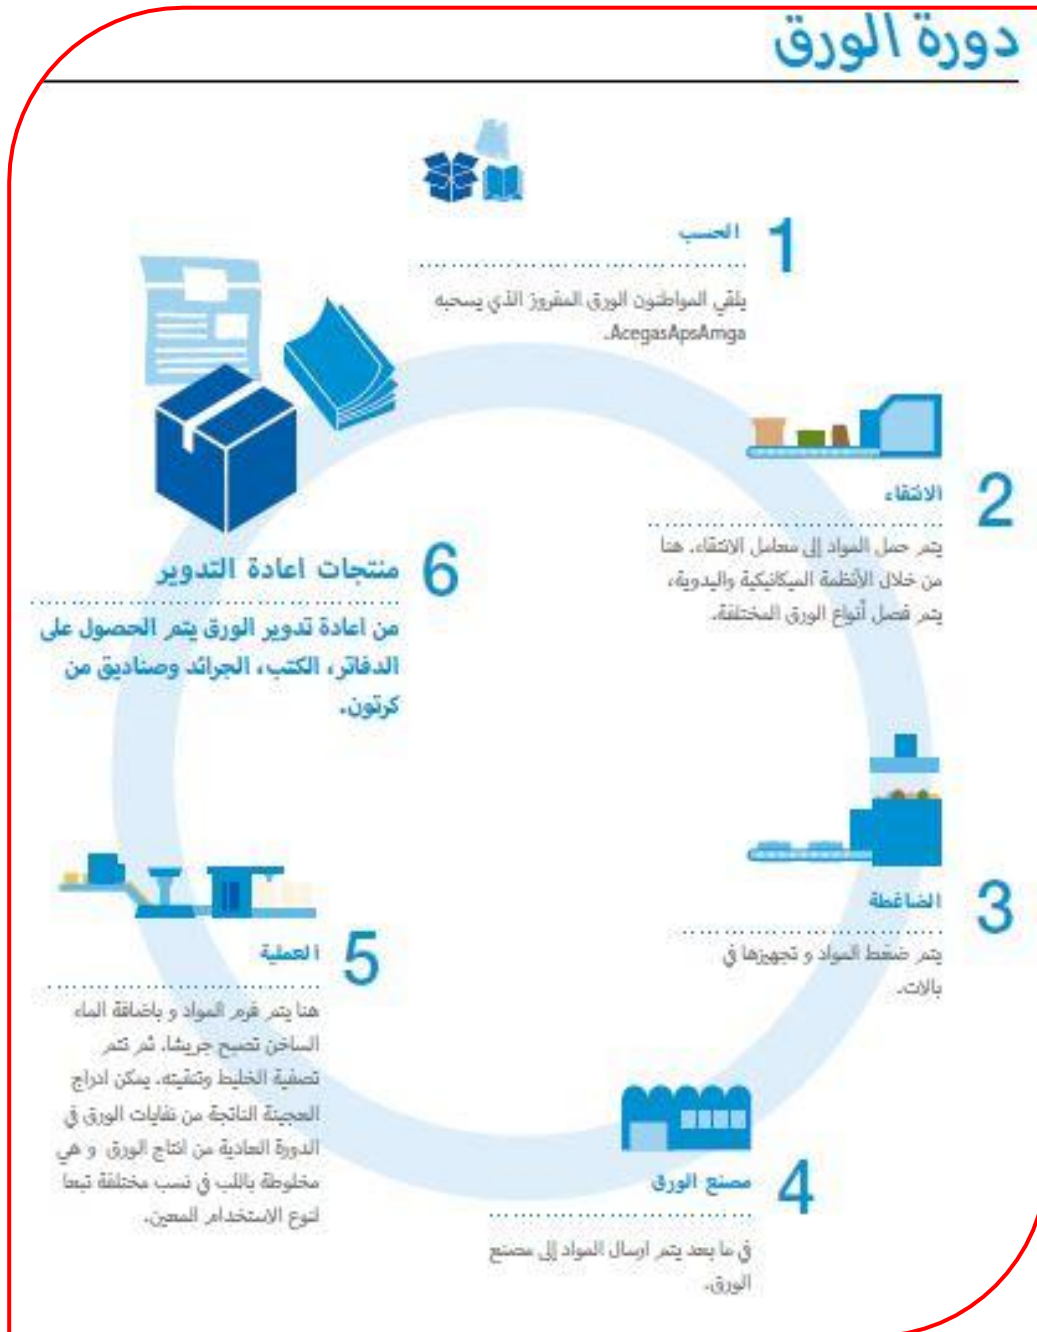 دورة الورق
1
الحسب
يلقي المواطنون الورق المفروز الذي يسحبه
AcegasApsAmga.
2
الانتقاء
يتم حمل المواد إلى معامل الانتقاء. هنا
من خلال الأنظمة الميكانيكية واليدوية،
يتم فصل أنواع الورق المختلفة.
3
الضاغطة
يتم ضغط المواد و تجهيزها في
بالات.
4
مصنع الورق
في ما بعد يتم ارسال المواد إلى مصنع
الورق.
5
العملية
هنا يتم فرم المواد و باضافة الماء
الساخن تصبح جريشا. ثم تتم
تصفية الخليط وتنقيته. يمكن ادراج
العجينة الناتجة من نفايات الورق في
الدورة العادية من انتاج الورق و هي
مخلوطة باللب في نسب مختلفة تبعا
لنوع الاستخدام المعين.
6
منتجات اعادة التدوير
من اعادة تدوير الورق يتم الحصول على
الدفاتر، الكتب، الجرائد وصناديق من
كرتون.